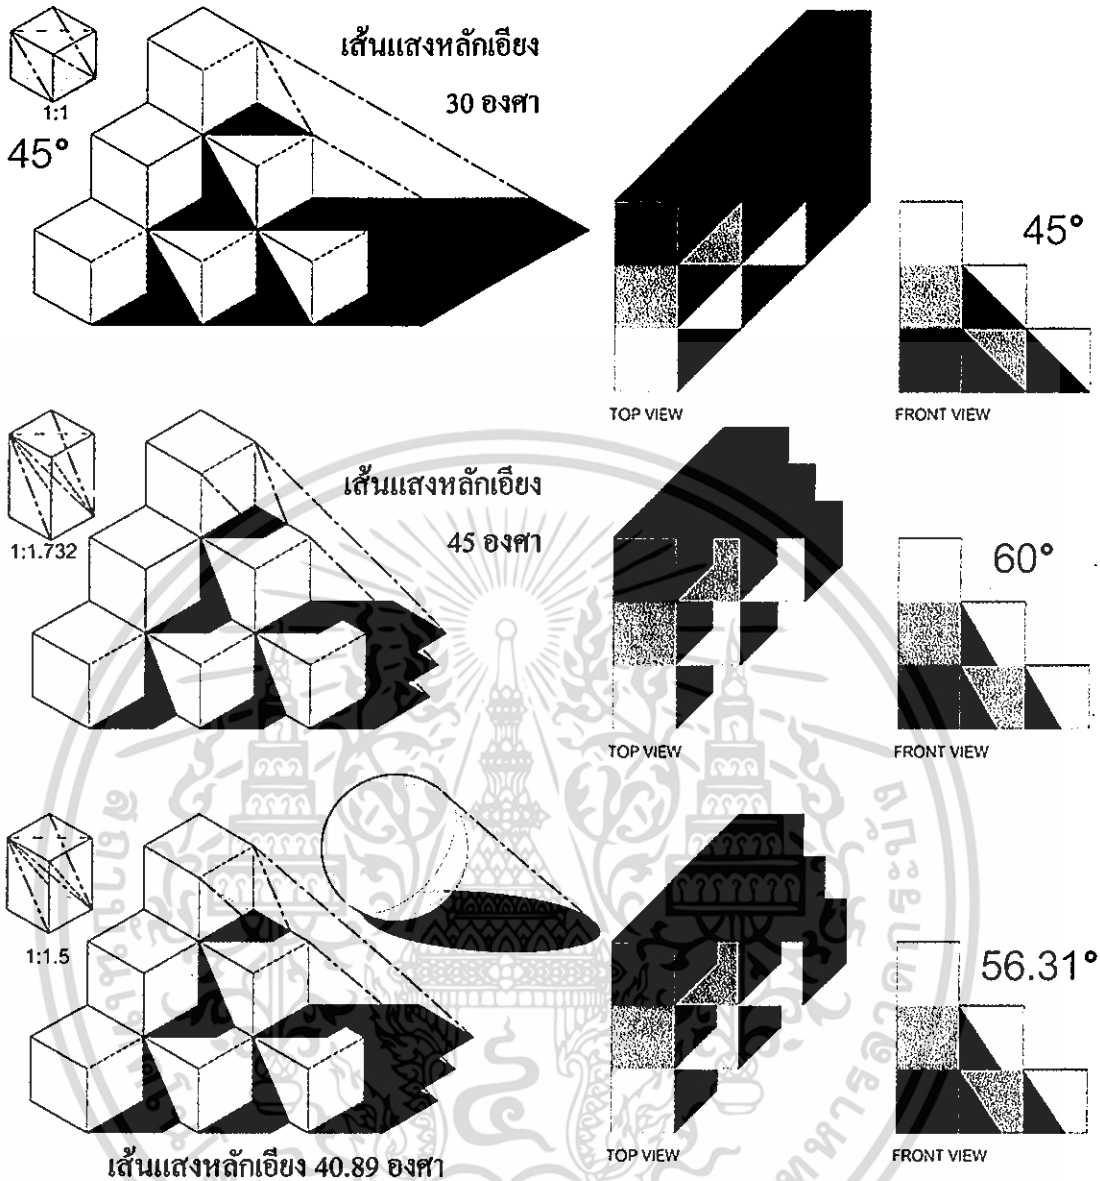 เส้นแสงหลักเอียง
30 องศา
1:1
45°
45°
TOP VIEW
FRONT VIEW
เส้นแสงหลักเอียง
45 องศา
1:1.732
60°
TOP VIEW
FRONT VIEW
1:1.5
56.31°
เส้นแสงหลักเอียง 40.89 องศา
TOP VIEW
FRONT VIEW